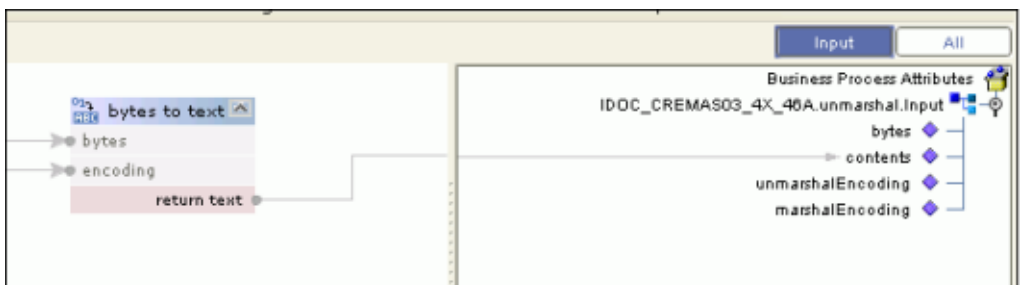 Input
All
Business Process Attributes
bytes to text
IDOC_CREMAS03_4X_46A.unmarshal.Input
bytes
bytes
encoding
contents
return text
unmarshalEncoding
marshalEncoding